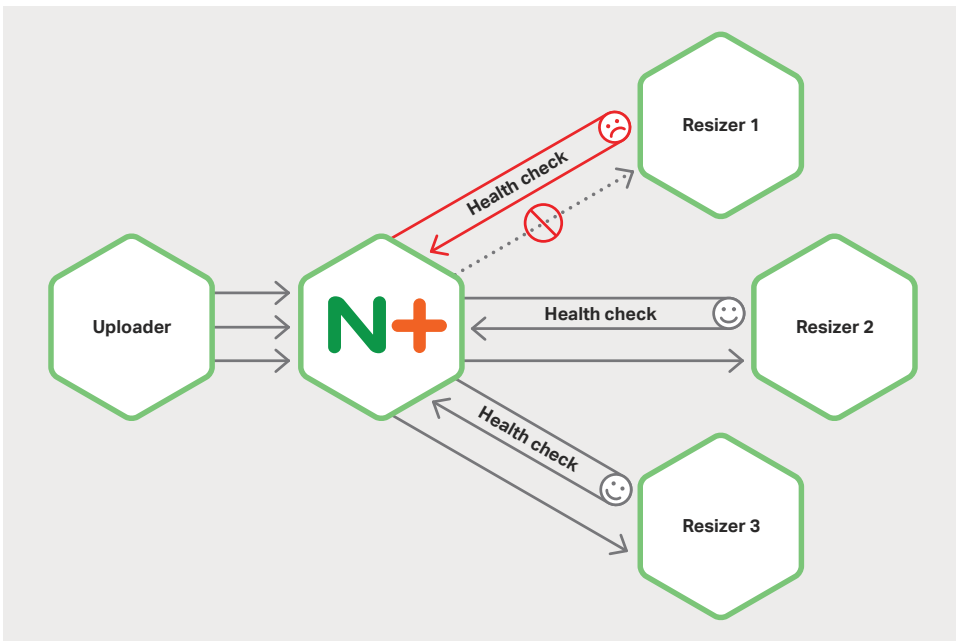 Resizer 1
Health check
Uploader
N+
Health check
Resizer 2
Health check
Resizer 3